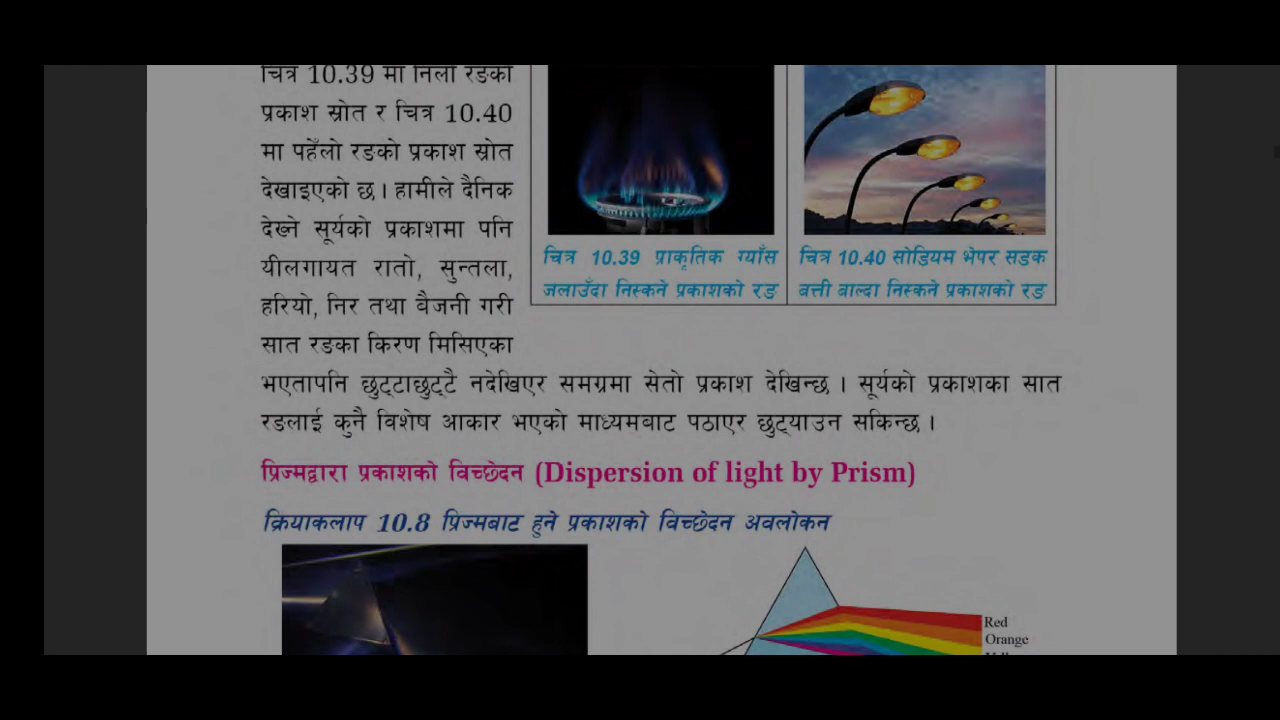 चित्र 10.39 मा निलो रङको
प्रकाश स्रोत र चित्र 10.40
मा पहेँलो रङको प्रकाश स्रोत
देखाइएको छ । हामीले दैनिक
देख्ने सूर्यको प्रकाशमा पनि
यीलगायत रातो, सुन्तला,
हरियो, निर तथा बैजनी गरी
सात रङका किरण मिसिएका
चित्र 10.39 प्राकृतिक ग्याँस
जलाउँदा निस्कने प्रकाशको रङ
चित्र 10.40 सोडियम भेपर सडक
बत्ती बाल्दा निस्कने प्रकाशको रङ
भएतापनि छुट्टाछुट्टै नदेखिएर समग्रमा सेतो प्रकाश देखिन्छ । सूर्यको प्रकाशका सात
रङलाई कुनै विशेष आकार भएको माध्यमबाट पठाएर छुट्याउन सकिन्छ ।
प्रिज्मद्वारा प्रकाशको विच्छेदन (Dispersion of light by Prism)
क्रियाकलाप 10.8 प्रिज्मबाट हुने प्रकाशको विच्छेदन अवलोकन
Red
Orange